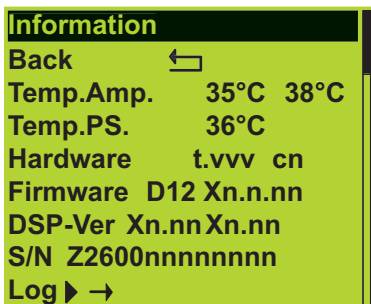 Information
Back
Temp.Amp. 35°C 38°C
Temp.PS. 36°C
Hardware t.vvv cn
Firmware D12 Xn.n.nn
DSP-Ver Xn.nn Xn.nn
S/N Z2600nnnnnnnn
Log